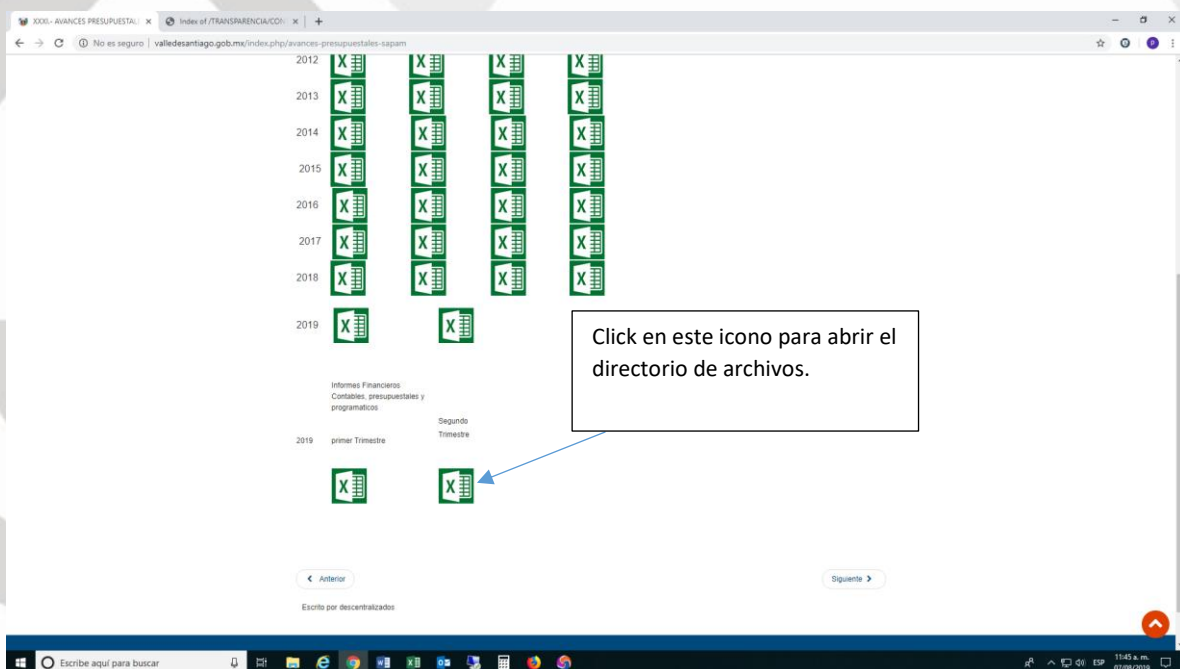 XXXI.- AVANCES PRESUPUESTAL
Index of /TRANSPARENCIA/CON
No es seguro | valledesantiago.gob.mx/index.php/avances-presupuestales-sapam
2012
2013
2014
2015
2016
2017
2018
2019
Click en este icono para abrir el
directorio de archivos.
Informes Financieros
Contables, presupuestales y
programaticos
Segundo
Trimestre
2019 primer Trimestre
Anterior
Siguiente
Escrito por descentralizados
Escribe aquí para buscar
ESP
11:45 a. m.
07/08/2019